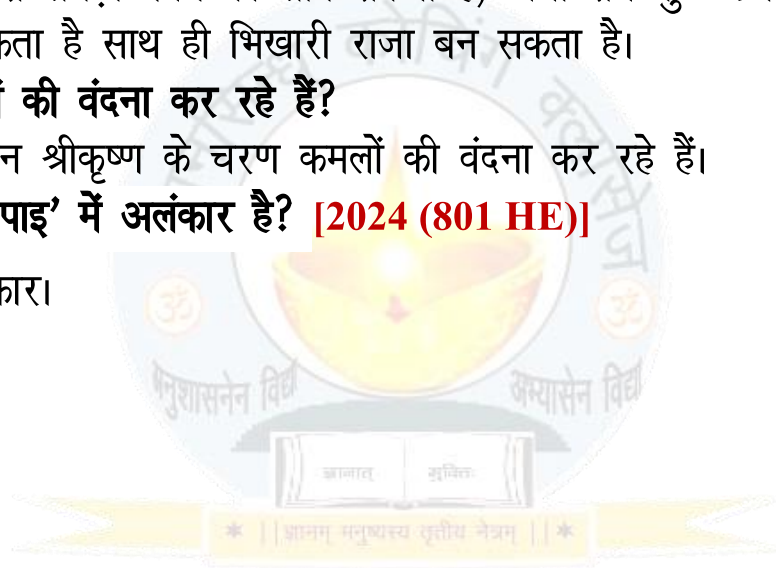 कता है साथ ही भिखारी राजा बन सकता है।
की वंदना कर रहे हैं?
न श्रीकृष्ण के चरण कमलों की वंदना कर रहे हैं।
पाइ’ में अलंकार है? [2024 (801 HE)]
कार।
अनुशासनेन विद्या
अभ्यासेन विद्या
ज्ञानात् मुक्तिः
* ||ज्ञानम् मनुष्यस्य तृतीय नेत्रम् || *